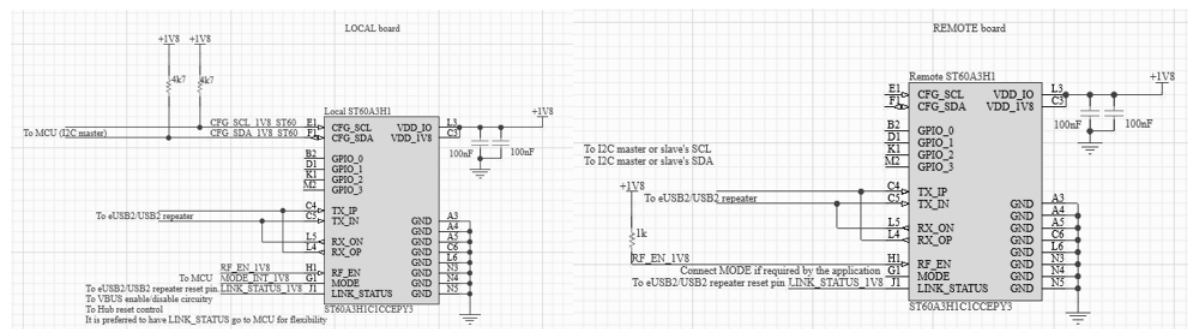 LOCAL board
+1V8 +1V8
4k7 4k7
Local ST60A3H1
+1V8
CFG_SCL_1V8_ST60 E1 CFG_SCL VDD_IO L3
To MCU (I2C master) CFG_SDA_1V8_ST60 F1 CFG_SDA VDD_1V8 C3
100nF 100nF
B2 GPIO_0
D1 GPIO_1
K1 GPIO_2
M2 GPIO_3
C4 TX_IP
To eUSB2/USB2 repeater C5 TX_IN GND A3
GND A4
L5 RX_ON GND A5
L4 RX_OP GND C6
GND L6
RF_EN_1V8 H1 RF_EN GND N3
To MCU MODE_INT_1V8 G1 MODE GND N4
To eUSB2/USB2 repeater reset pin LINK_STATUS_1V8 J1 LINK_STATUS GND N5
To VBUS enable/disable circuitry
To Hub reset control
It is preferred to have LINK_STATUS go to MCU for flexibility
ST60A3H1C1CCEPY3
REMOTE board
Remote ST60A3H1
+1V8
E1 CFG_SCL VDD_IO L3
F1 CFG_SDA VDD_1V8 C3
100nF 100nF
B2 GPIO_0
D1 GPIO_1
To I2C master or slave's SCL K1 GPIO_2
To I2C master or slave's SDA M2 GPIO_3
+1V8
C4 TX_IP
To eUSB2/USB2 repeater C5 TX_IN GND A3
GND A4
L5 RX_ON GND A5
L4 RX_OP GND C6
1k
GND L6
RF_EN_1V8 H1 RF_EN GND N3
Connect MODE if required by the application G1 MODE GND N4
To eUSB2/USB2 repeater reset pin LINK_STATUS_1V8 J1 LINK_STATUS GND N5
ST60A3H1C1CCEPY3